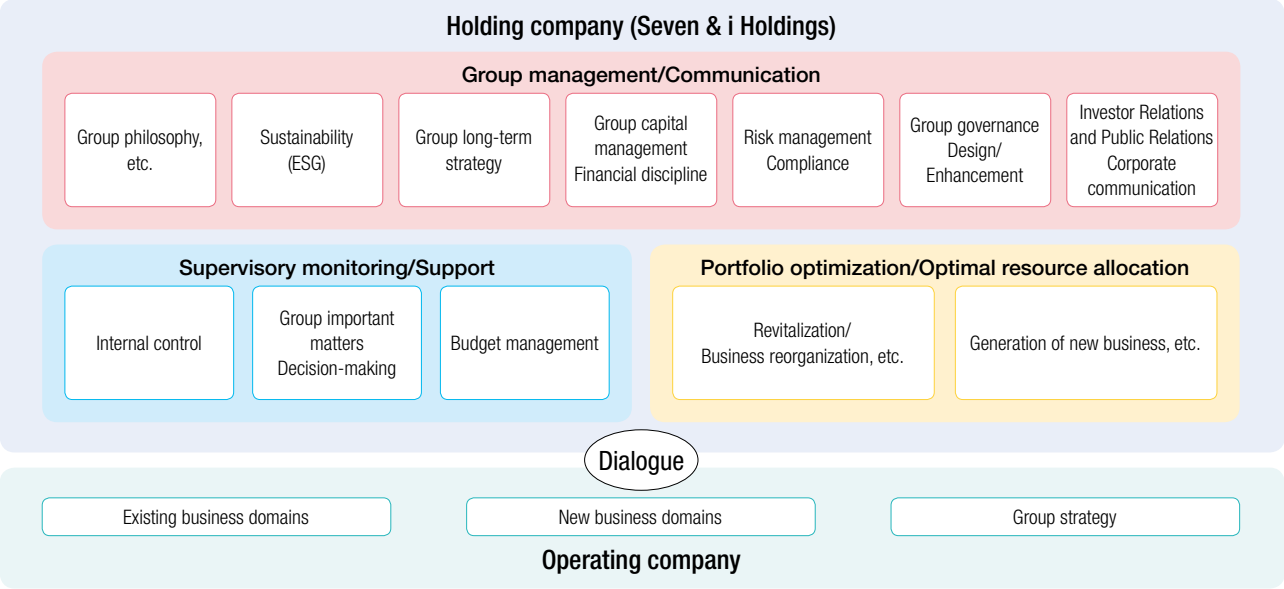 Holding company (Seven & i Holdings)
Group management/Communication
Group philosophy,
etc.
Sustainability
(ESG)
Group long-term
strategy
Group capital
management
Financial discipline
Risk management
Compliance
Group governance
Design/
Enhancement
Investor Relations
and Public Relations
Corporate
communication
Supervisory monitoring/Support
Internal control
Group important
matters
Decision-making
Budget management
Portfolio optimization/Optimal resource allocation
Revitalization/
Business reorganization, etc.
Generation of new business, etc.
Dialogue
Existing business domains
New business domains
Group strategy
Operating company